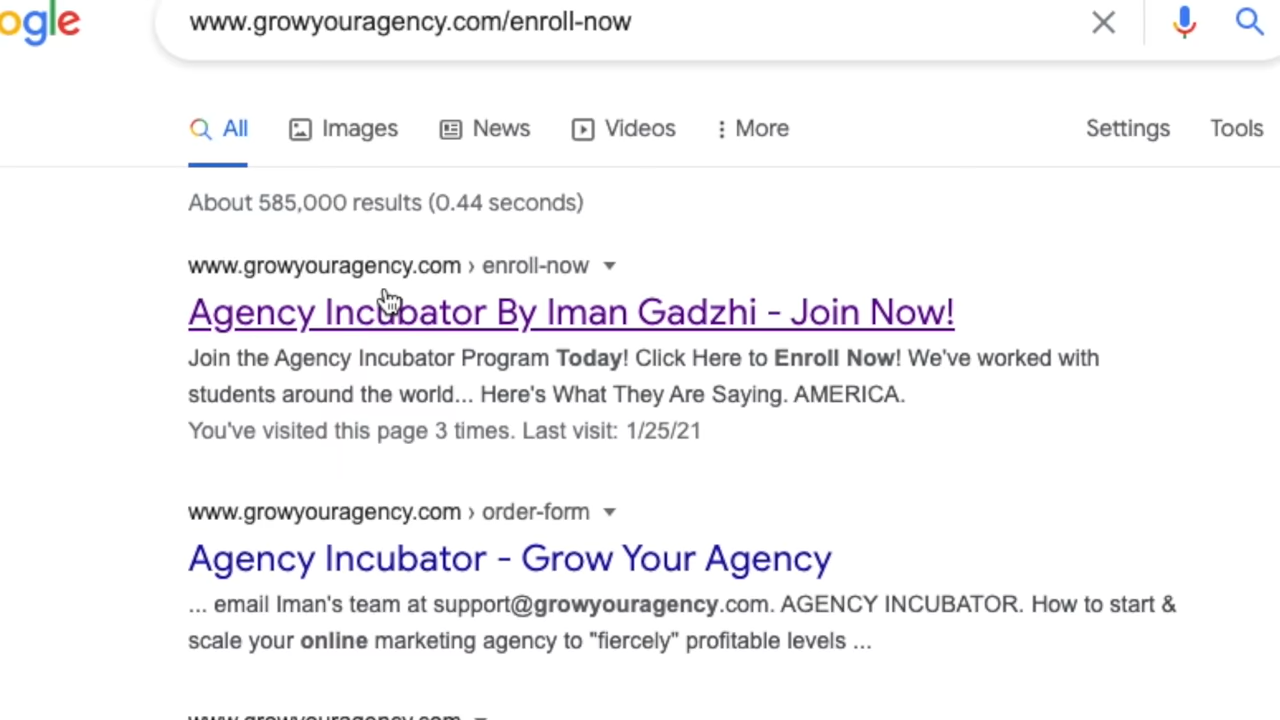 ogle
www.growyouragency.com/enroll-now
All Images News Videos More Settings Tools
About 585,000 results (0.44 seconds)
www.growyouragency.com › enroll-now
Agency Incubator By Iman Gadzhi - Join Now!
Join the Agency Incubator Program Today! Click Here to Enroll Now! We've worked with
students around the world... Here's What They Are Saying. AMERICA.
You've visited this page 3 times. Last visit: 1/25/21
www.growyouragency.com › order-form
Agency Incubator - Grow Your Agency
... email Iman's team at support@growyouragency.com. AGENCY INCUBATOR. How to start &
scale your online marketing agency to "fiercely" profitable levels ...
www.growyouragency.com